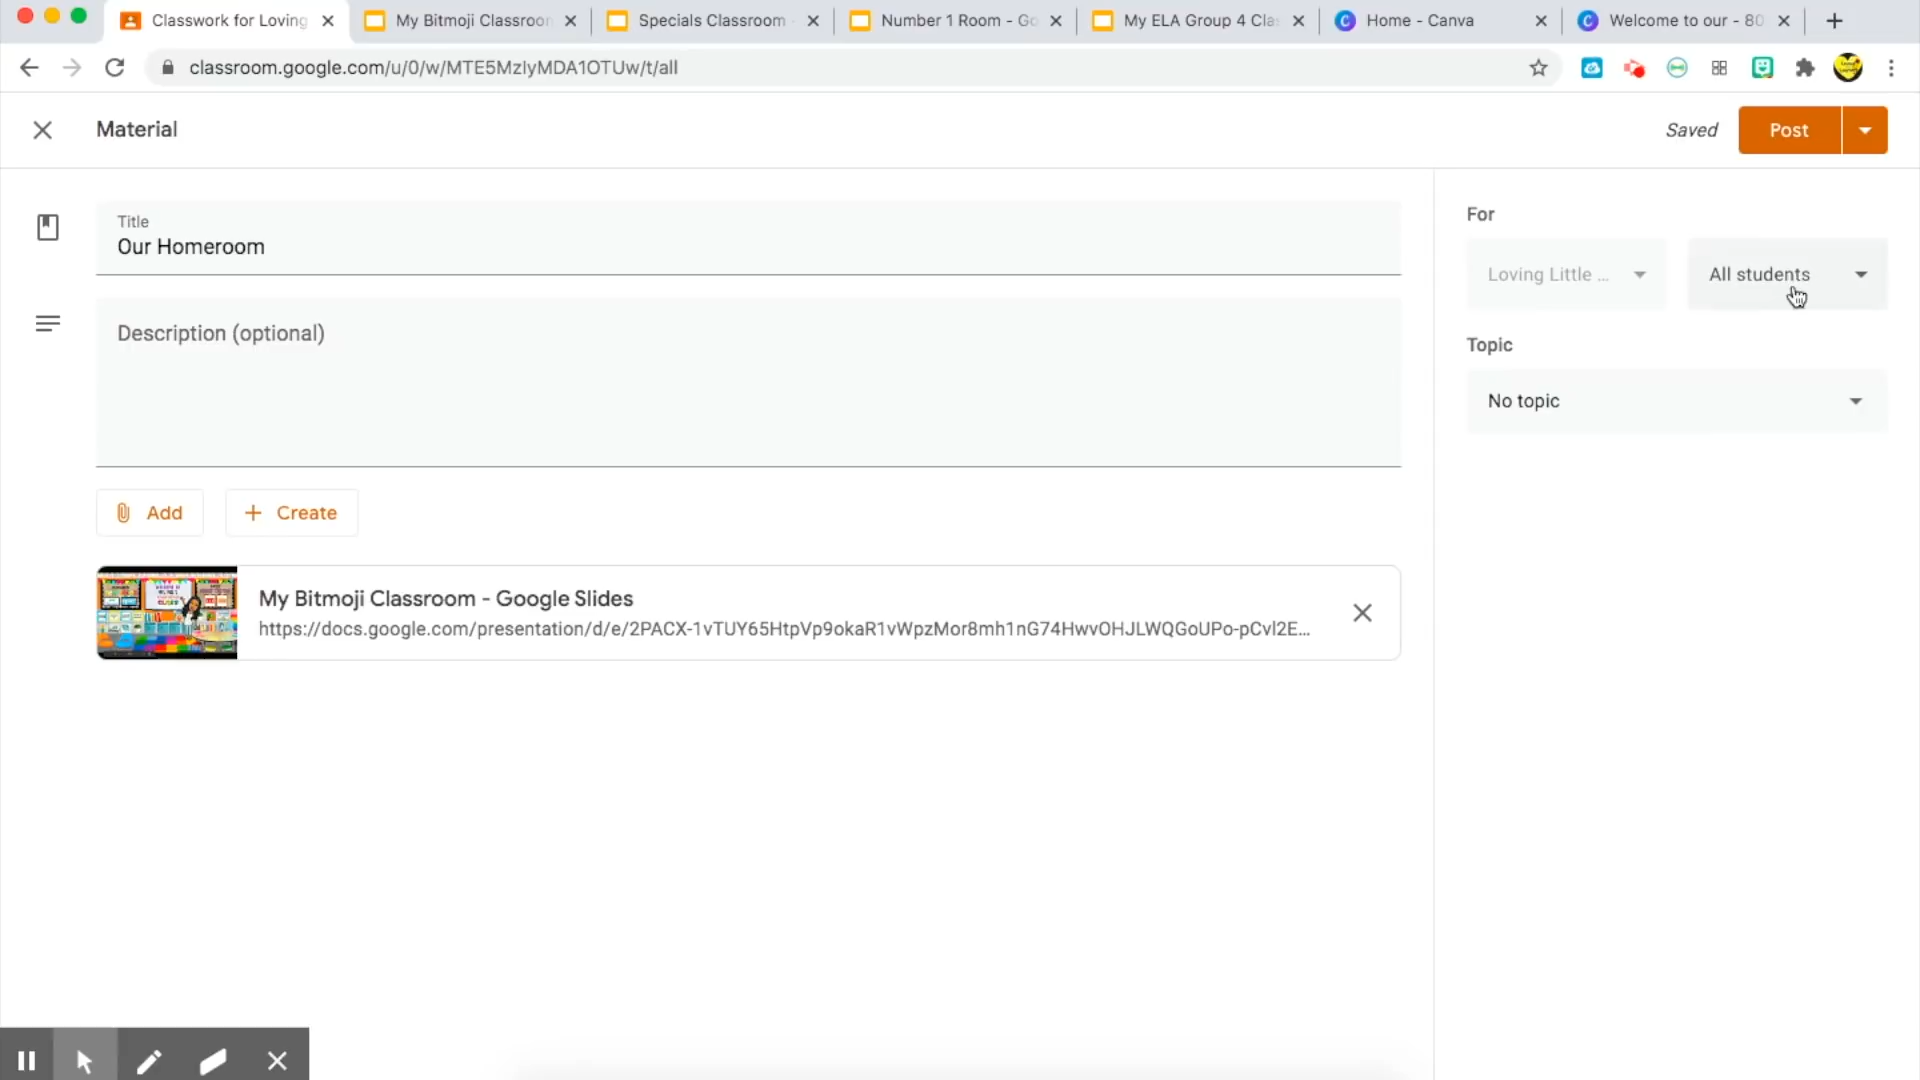 Classwork for Loving
My Bitmoji Classroom
Specials Classroom
Number 1 Room - Go
My ELA Group 4 Cla
Home - Canva
Welcome to our - 80
classroom.google.com/u/0/w/MTE5MzIyMDA1OTUw/t/all
Material
Saved
Post
Title
Our Homeroom
Description (optional)
Add
Create
My Bitmoji Classroom - Google Slides
https://docs.google.com/presentation/d/e/2PACX-1vTUY65HtpVp9okaR1vWpzMor8mh1nG74HwvOHJLWQGoUPo-pCvl2E...
For
Loving Little ...
All students
Topic
No topic